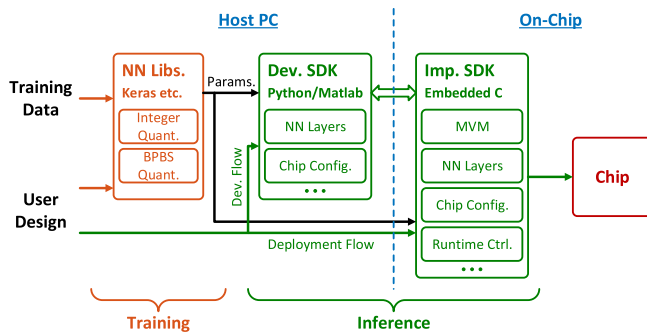 Host PC
On-Chip
Training
Data
User
Design
NN Libs.
Keras etc.
Integer
Quant.
BPBS
Quant.
Params.
Dev. SDK
Python/Matlab
NN Layers
Chip Config.
•••
Dev. Flow
Deployment Flow
Imp. SDK
Embedded C
MVM
NN Layers
Chip Config.
Runtime Ctrl.
•••
Chip
Training
Inference